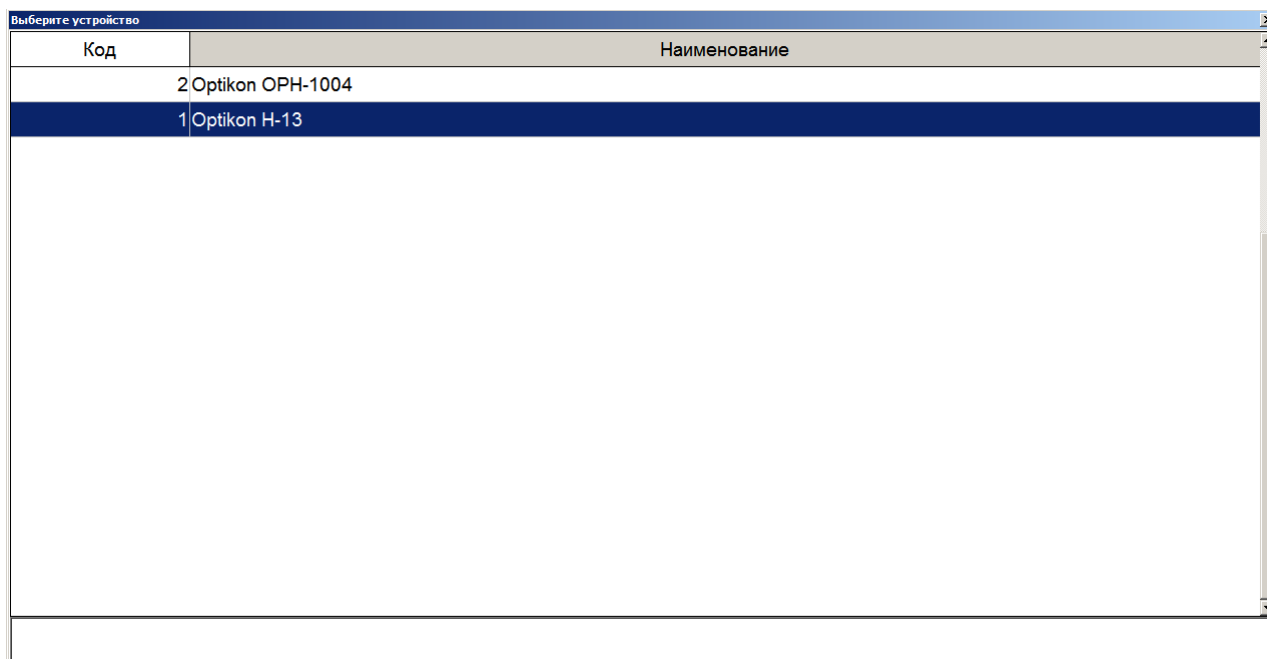 Выберите устройство
Код Наименование
2 Optikon OPH-1004
1 Optikon H-13